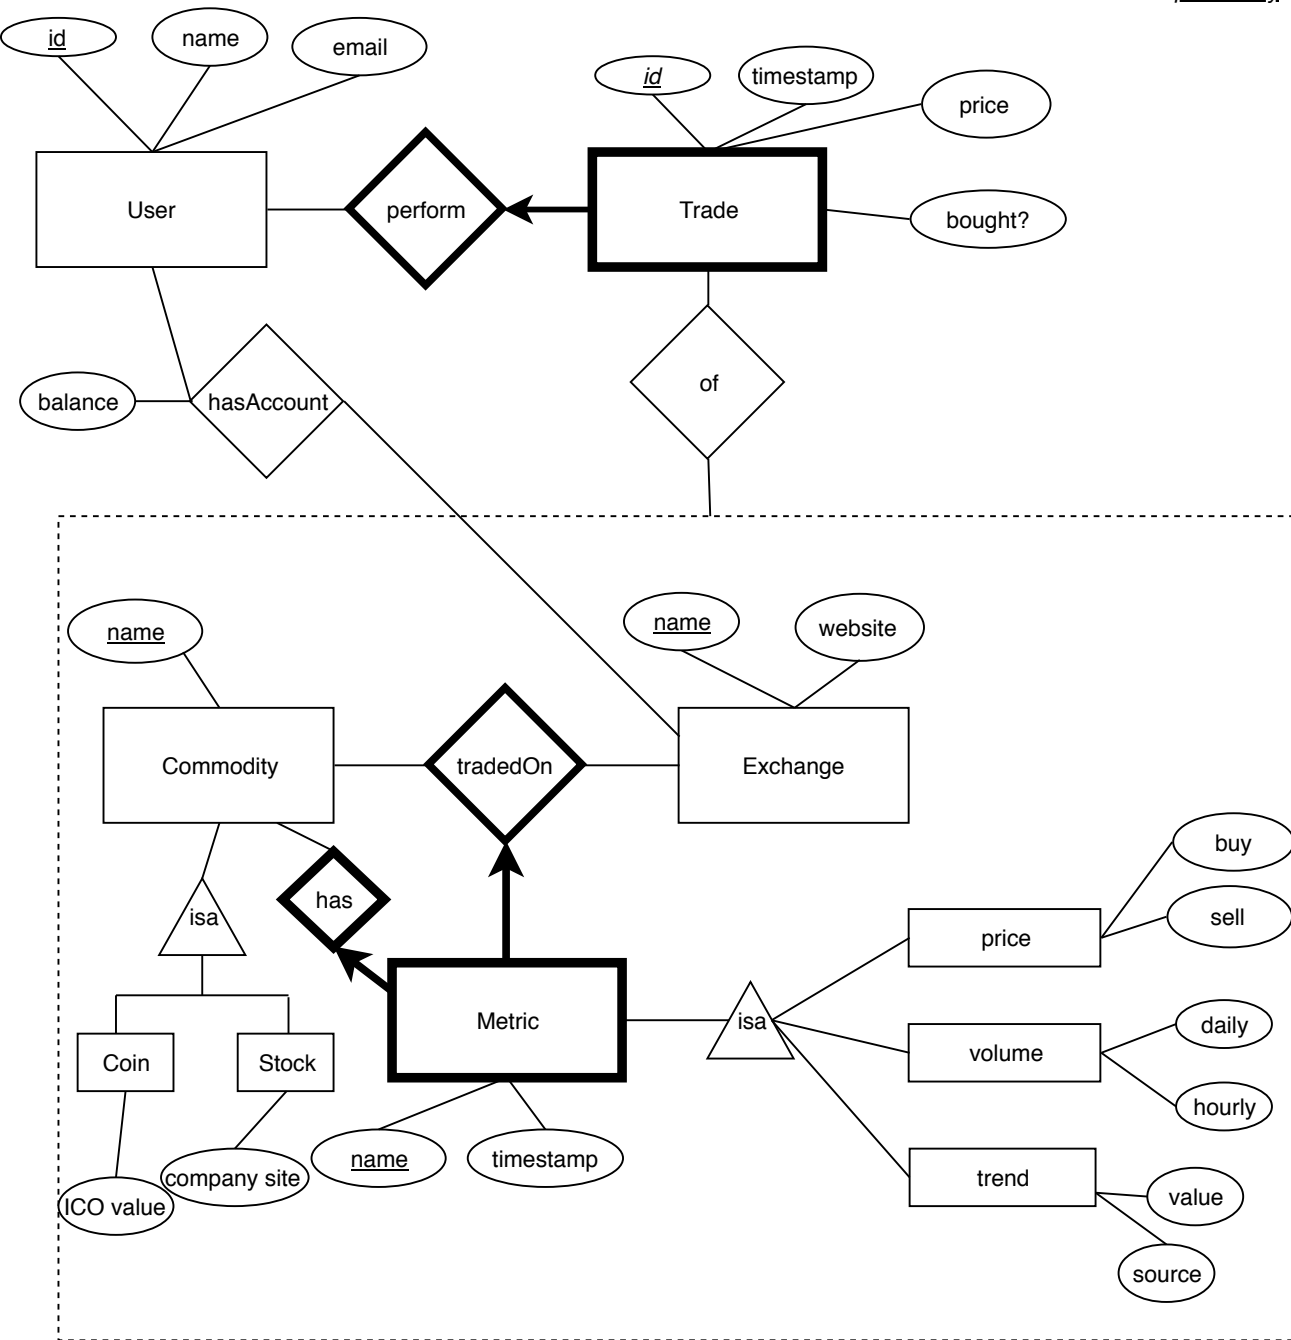 id
name
email
id
timestamp
price
User
perform
Trade
bought?
balance
hasAccount
of
name
name
website
Commodity
tradedOn
Exchange
buy
has
isa
sell
price
Metric
isa
daily
volume
Coin
Stock
hourly
name
timestamp
company site
trend
value
ICO value
source